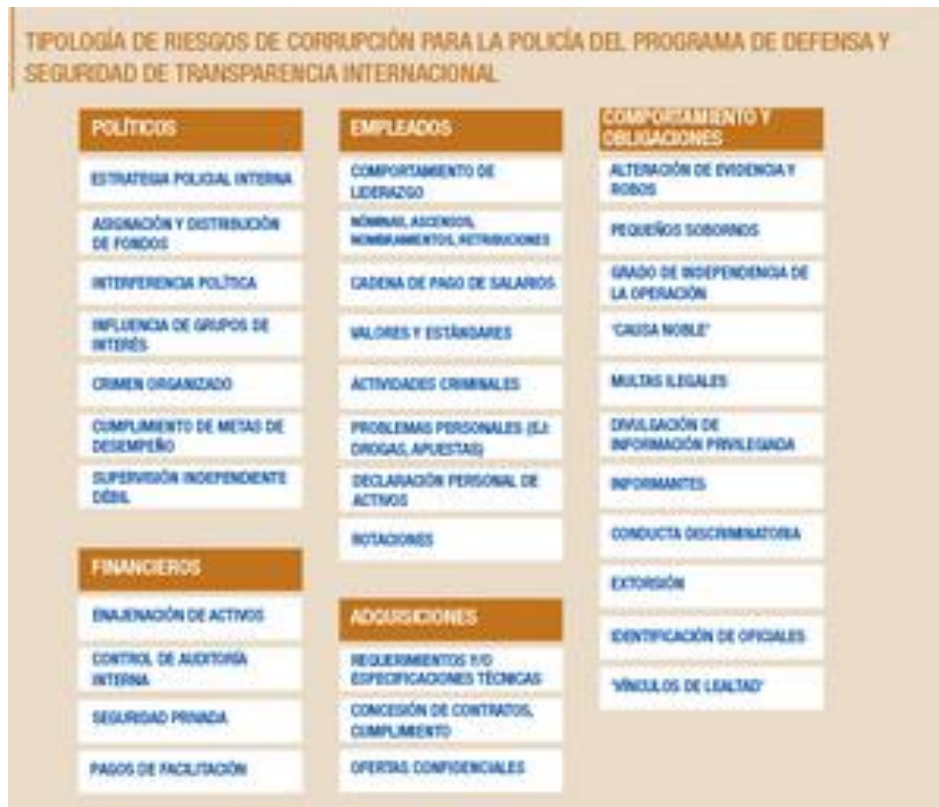 TIPOLOGÍA DE RIESGOS DE CORRUPCIÓN PARA LA POLICÍA DEL PROGRAMA DE DEFENSA Y
SEGURIDAD DE TRANSPARENCIA INTERNACIONAL
POLÍTICOS
ESTRATEGIA POLICIAL INTERNA
ASIGNACIÓN Y DISTRIBUCIÓN
DE FONDOS
INTERFERENCIA POLÍTICA
INFLUENCIA DE GRUPOS DE
INTERÉS
CRIMEN ORGANIZADO
CUMPLIMIENTO DE METAS DE
DESEMPEÑO
SUPERVISIÓN INDEPENDIENTE
DÉBIL
FINANCIEROS
ENAJENACIÓN DE ACTIVOS
CONTROL DE AUDITORÍA
INTERNA
SEGURIDAD PRIVADA
PAGOS DE FACILITACIÓN
EMPLEADOS
COMPORTAMIENTO DE
LIDERAZGO
NÓMINAS, ASCENSOS,
NOMBRAMIENTOS, RETRIBUCIONES
CADENA DE PAGO DE SALARIOS
VALORES Y ESTÁNDARES
ACTIVIDADES CRIMINALES
PROBLEMAS PERSONALES (EJ:
DROGAS, APUESTAS)
DECLARACIÓN PERSONAL DE
ACTIVOS
ROTACIONES
ADQUISICIONES
REQUERIMIENTOS Y/O
ESPECIFICACIONES TÉCNICAS
CONCESIÓN DE CONTRATOS,
CUMPLIMIENTO
OFERTAS CONFIDENCIALES
COMPORTAMIENTO Y
OBLIGACIONES
ALTERACIÓN DE EVIDENCIA Y
ROBOS
PEQUEÑOS SOBORNOS
GRADO DE INDEPENDENCIA DE
LA OPERACIÓN
'CAUSA NOBLE'
MULTAS ILEGALES
DIVULGACIÓN DE
INFORMACIÓN PRIVILEGIADA
INFORMANTES
CONDUCTA DISCRIMINATORIA
EXTORSIÓN
IDENTIFICACIÓN DE OFICIALES
'VÍNCULOS DE LEALTAD'